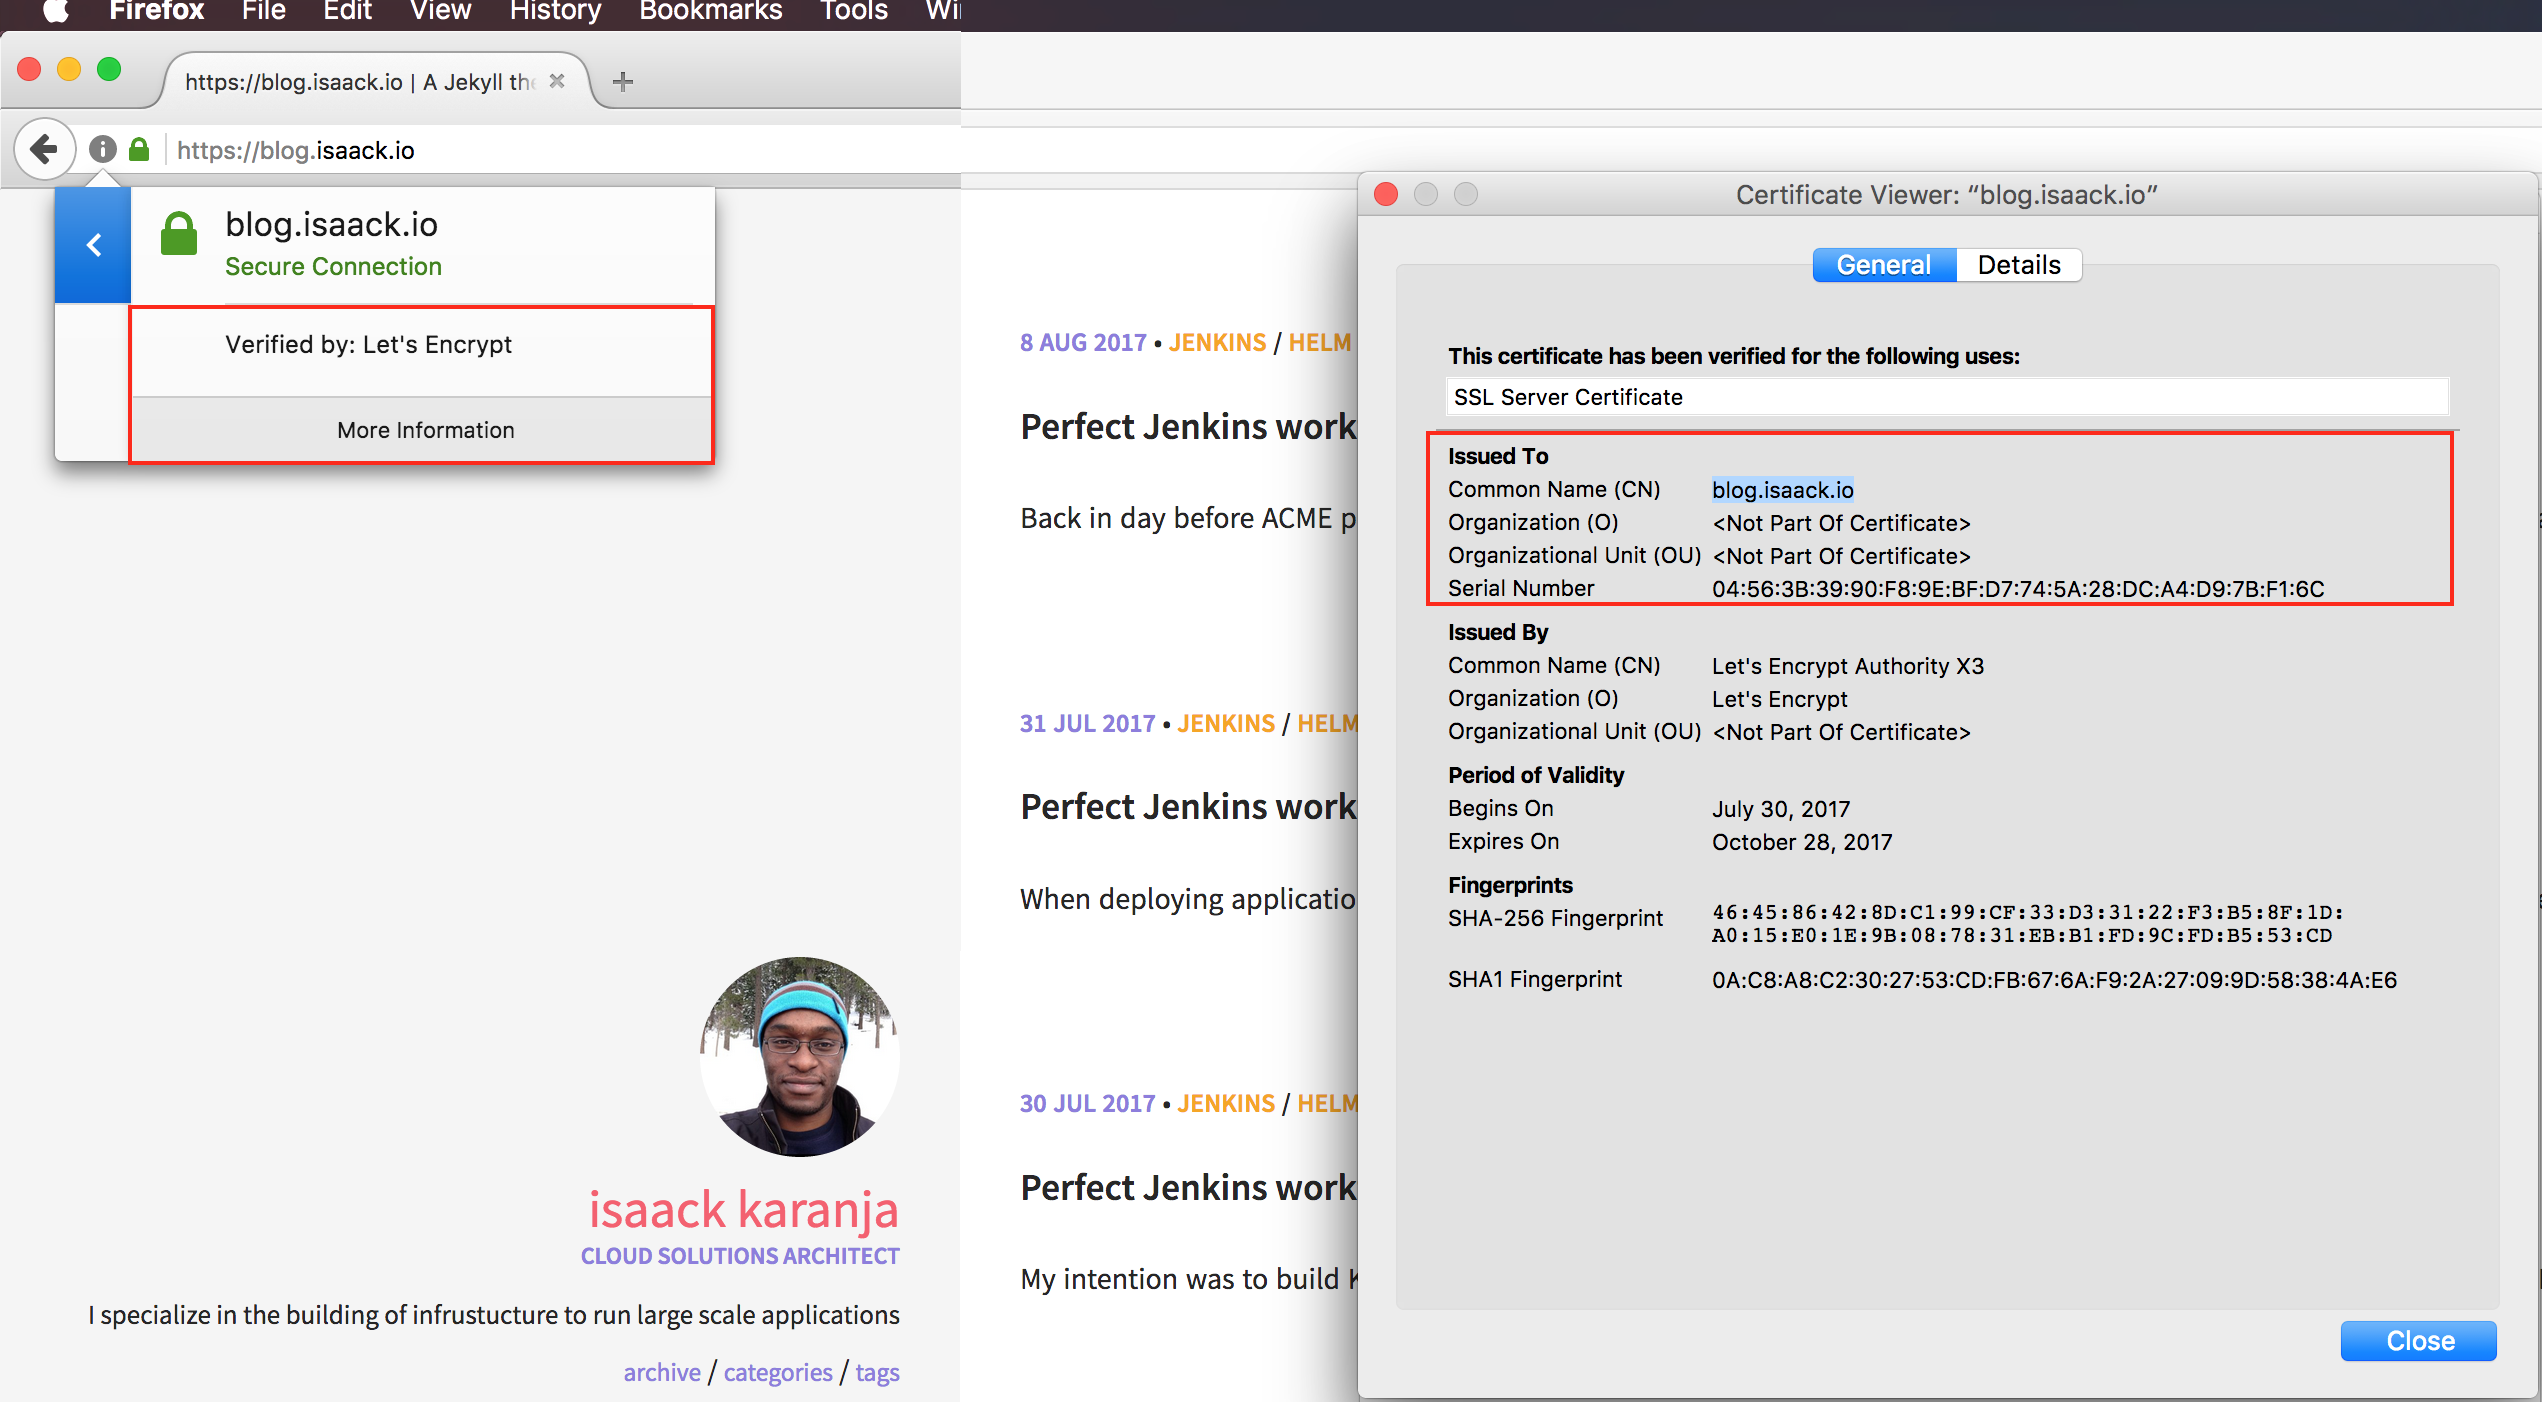 Firefox File Edit View History Bookmarks Tools
https://blog.isaack.io | A Jekyll
https://blog.isaack.io
blog.isaack.io
Secure Connection
Verified by: Let's Encrypt
More Information
isaack karanja
CLOUD SOLUTIONS ARCHITECT
I specialize in the building of infrustucture to run large scale applications
archive / categories / tags
8 AUG 2017 • JENKINS / HELM
Perfect Jenkins work
Back in day before ACME
31 JUL 2017 • JENKINS / HELM
Perfect Jenkins work
When deploying applicatio
30 JUL 2017 • JENKINS / HELM
Perfect Jenkins work
My intention was to build
Certificate Viewer: “blog.isaack.io”
General Details
This certificate has been verified for the following uses:
SSL Server Certificate
Issued To
Common Name (CN) blog.isaack.io
Organization (O) <Not Part Of Certificate>
Organizational Unit (OU) <Not Part Of Certificate>
Serial Number 04:56:3B:39:90:F8:9E:BF:D7:74:5A:28:DC:A4:D9:7B:F1:6C
Issued By
Common Name (CN) Let's Encrypt Authority X3
Organization (O) Let's Encrypt
Organizational Unit (OU) <Not Part Of Certificate>
Period of Validity
Begins On July 30, 2017
Expires On October 28, 2017
Fingerprints
SHA-256 Fingerprint 46:45:86:42:8D:C1:99:CF:33:D3:31:22:F3:B5:8F:1D:
A0:15:E0:1E:9B:08:78:31:EB:B1:FD:9C:FD:B5:53:CD
SHA1 Fingerprint 0A:C8:A8:C2:30:27:53:CD:FB:67:6A:F9:2A:27:09:9D:58:38:4A:E6
Close